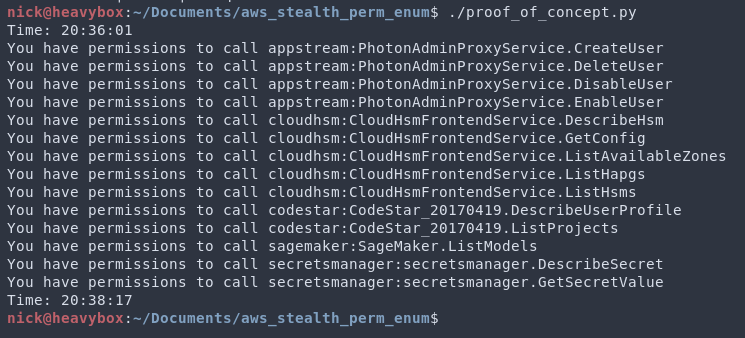 nick@heavybox:~/Documents/aws_stealth_perm_enum$ ./proof_of_concept.py
Time: 20:36:01
You have permissions to call appstream:PhotonAdminProxyService.CreateUser
You have permissions to call appstream:PhotonAdminProxyService.DeleteUser
You have permissions to call appstream:PhotonAdminProxyService.DisableUser
You have permissions to call appstream:PhotonAdminProxyService.EnableUser
You have permissions to call cloudhsm:CloudHsmFrontendService.DescribeHsm
You have permissions to call cloudhsm:CloudHsmFrontendService.GetConfig
You have permissions to call cloudhsm:CloudHsmFrontendService.ListAvailableZones
You have permissions to call cloudhsm:CloudHsmFrontendService.ListHapgs
You have permissions to call cloudhsm:CloudHsmFrontendService.ListHsms
You have permissions to call codestar:CodeStar_20170419.DescribeUserProfile
You have permissions to call codestar:CodeStar_20170419.ListProjects
You have permissions to call sagemaker:SageMaker.ListModels
You have permissions to call secretsmanager:secretsmanager.DescribeSecret
You have permissions to call secretsmanager:secretsmanager.GetSecretValue
Time: 20:38:17
nick@heavybox:~/Documents/aws_stealth_perm_enum$